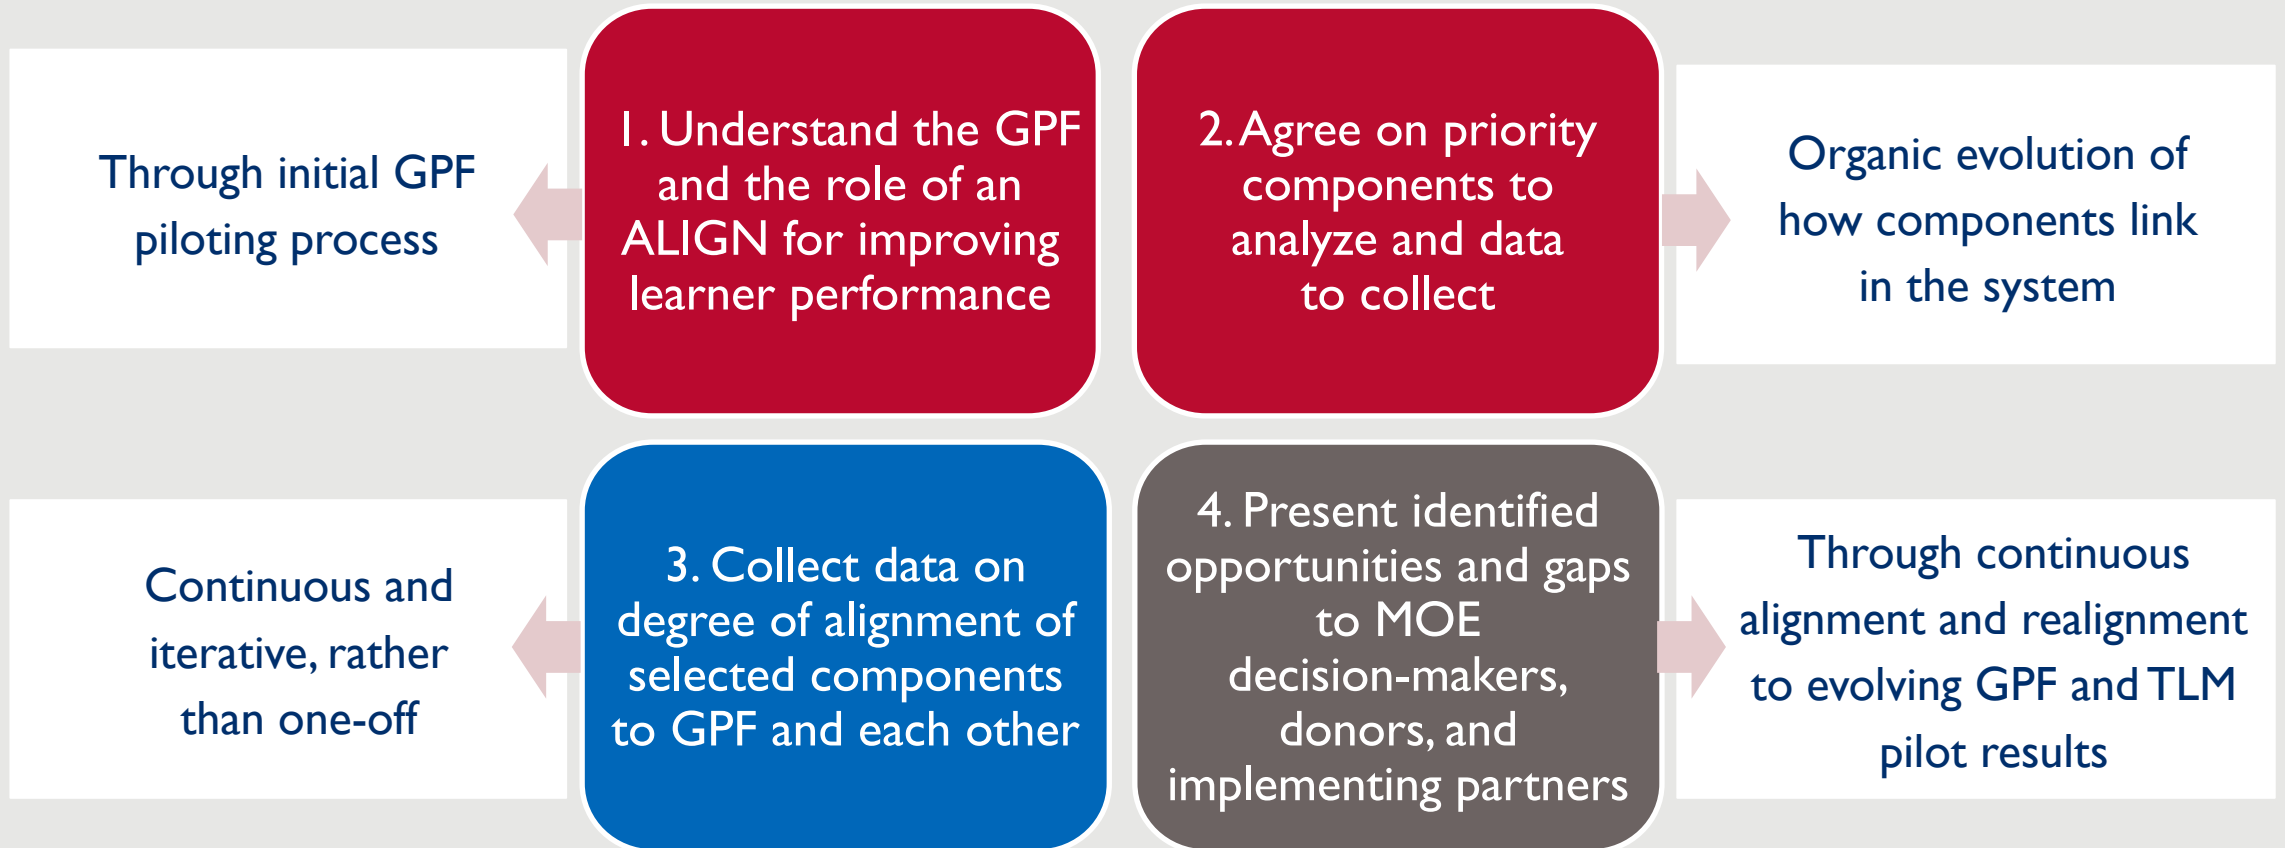 Through initial GPF
piloting process
1. Understand the GPF
and the role of an
ALIGN for improving
learner performance
2. Agree on priority
components to
analyze and data
to collect
Organic evolution of
how components link
in the system
Continuous and
iterative, rather
than one-off
3. Collect data on
degree of alignment of
selected components
to GPF and each other
4. Present identified
opportunities and gaps
to MOE
decision-makers,
donors, and
implementing partners
Through continuous
alignment and realignment
to evolving GPF and TLM
pilot results